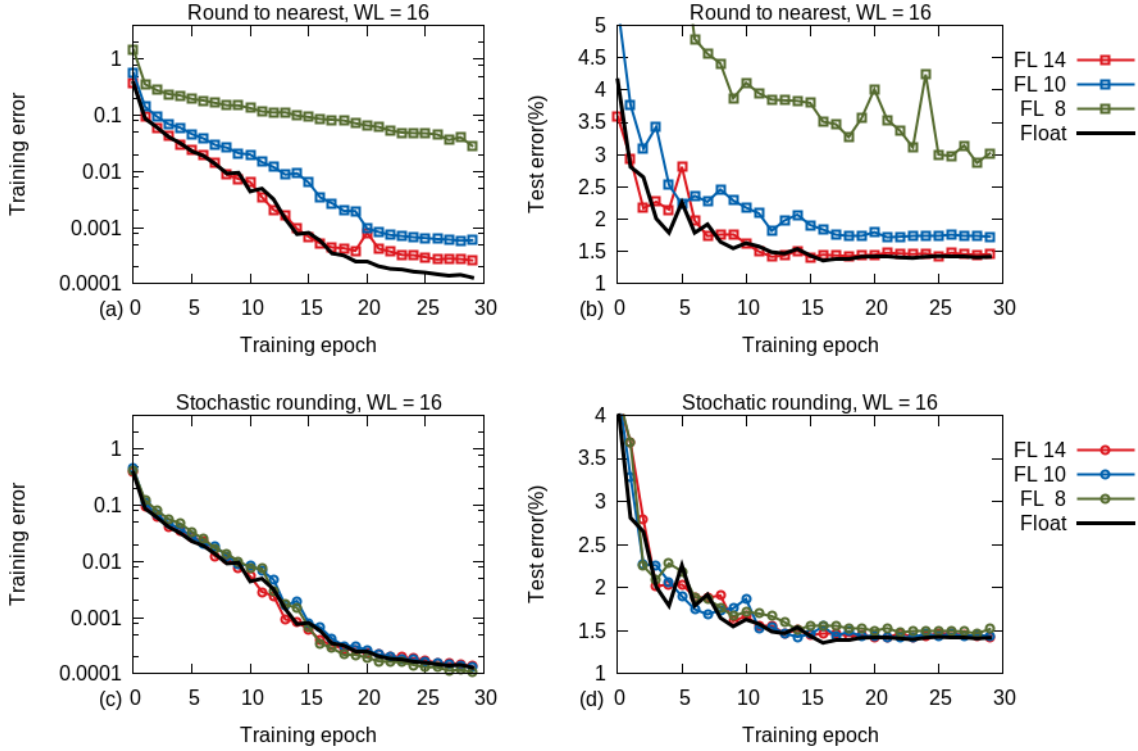 Round to nearest, WL = 16
Training error
1
0.1
0.01
0.001
0.0001
0 5 10 15 20 25 30
(a)
Training epoch
Round to nearest, WL = 16
Test error(%)
5
4.5
4
3.5
3
2.5
2
1.5
1
0 5 10 15 20 25 30
(b)
Training epoch
FL 14
FL 10
FL 8
Float
Stochastic rounding, WL = 16
Training error
1
0.1
0.01
0.001
0.0001
0 5 10 15 20 25 30
(c)
Training epoch
Stochatic rounding, WL = 16
Test error(%)
4
3.5
3
2.5
2
1.5
1
0 5 10 15 20 25 30
(d)
Training epoch
FL 14
FL 10
FL 8
Float